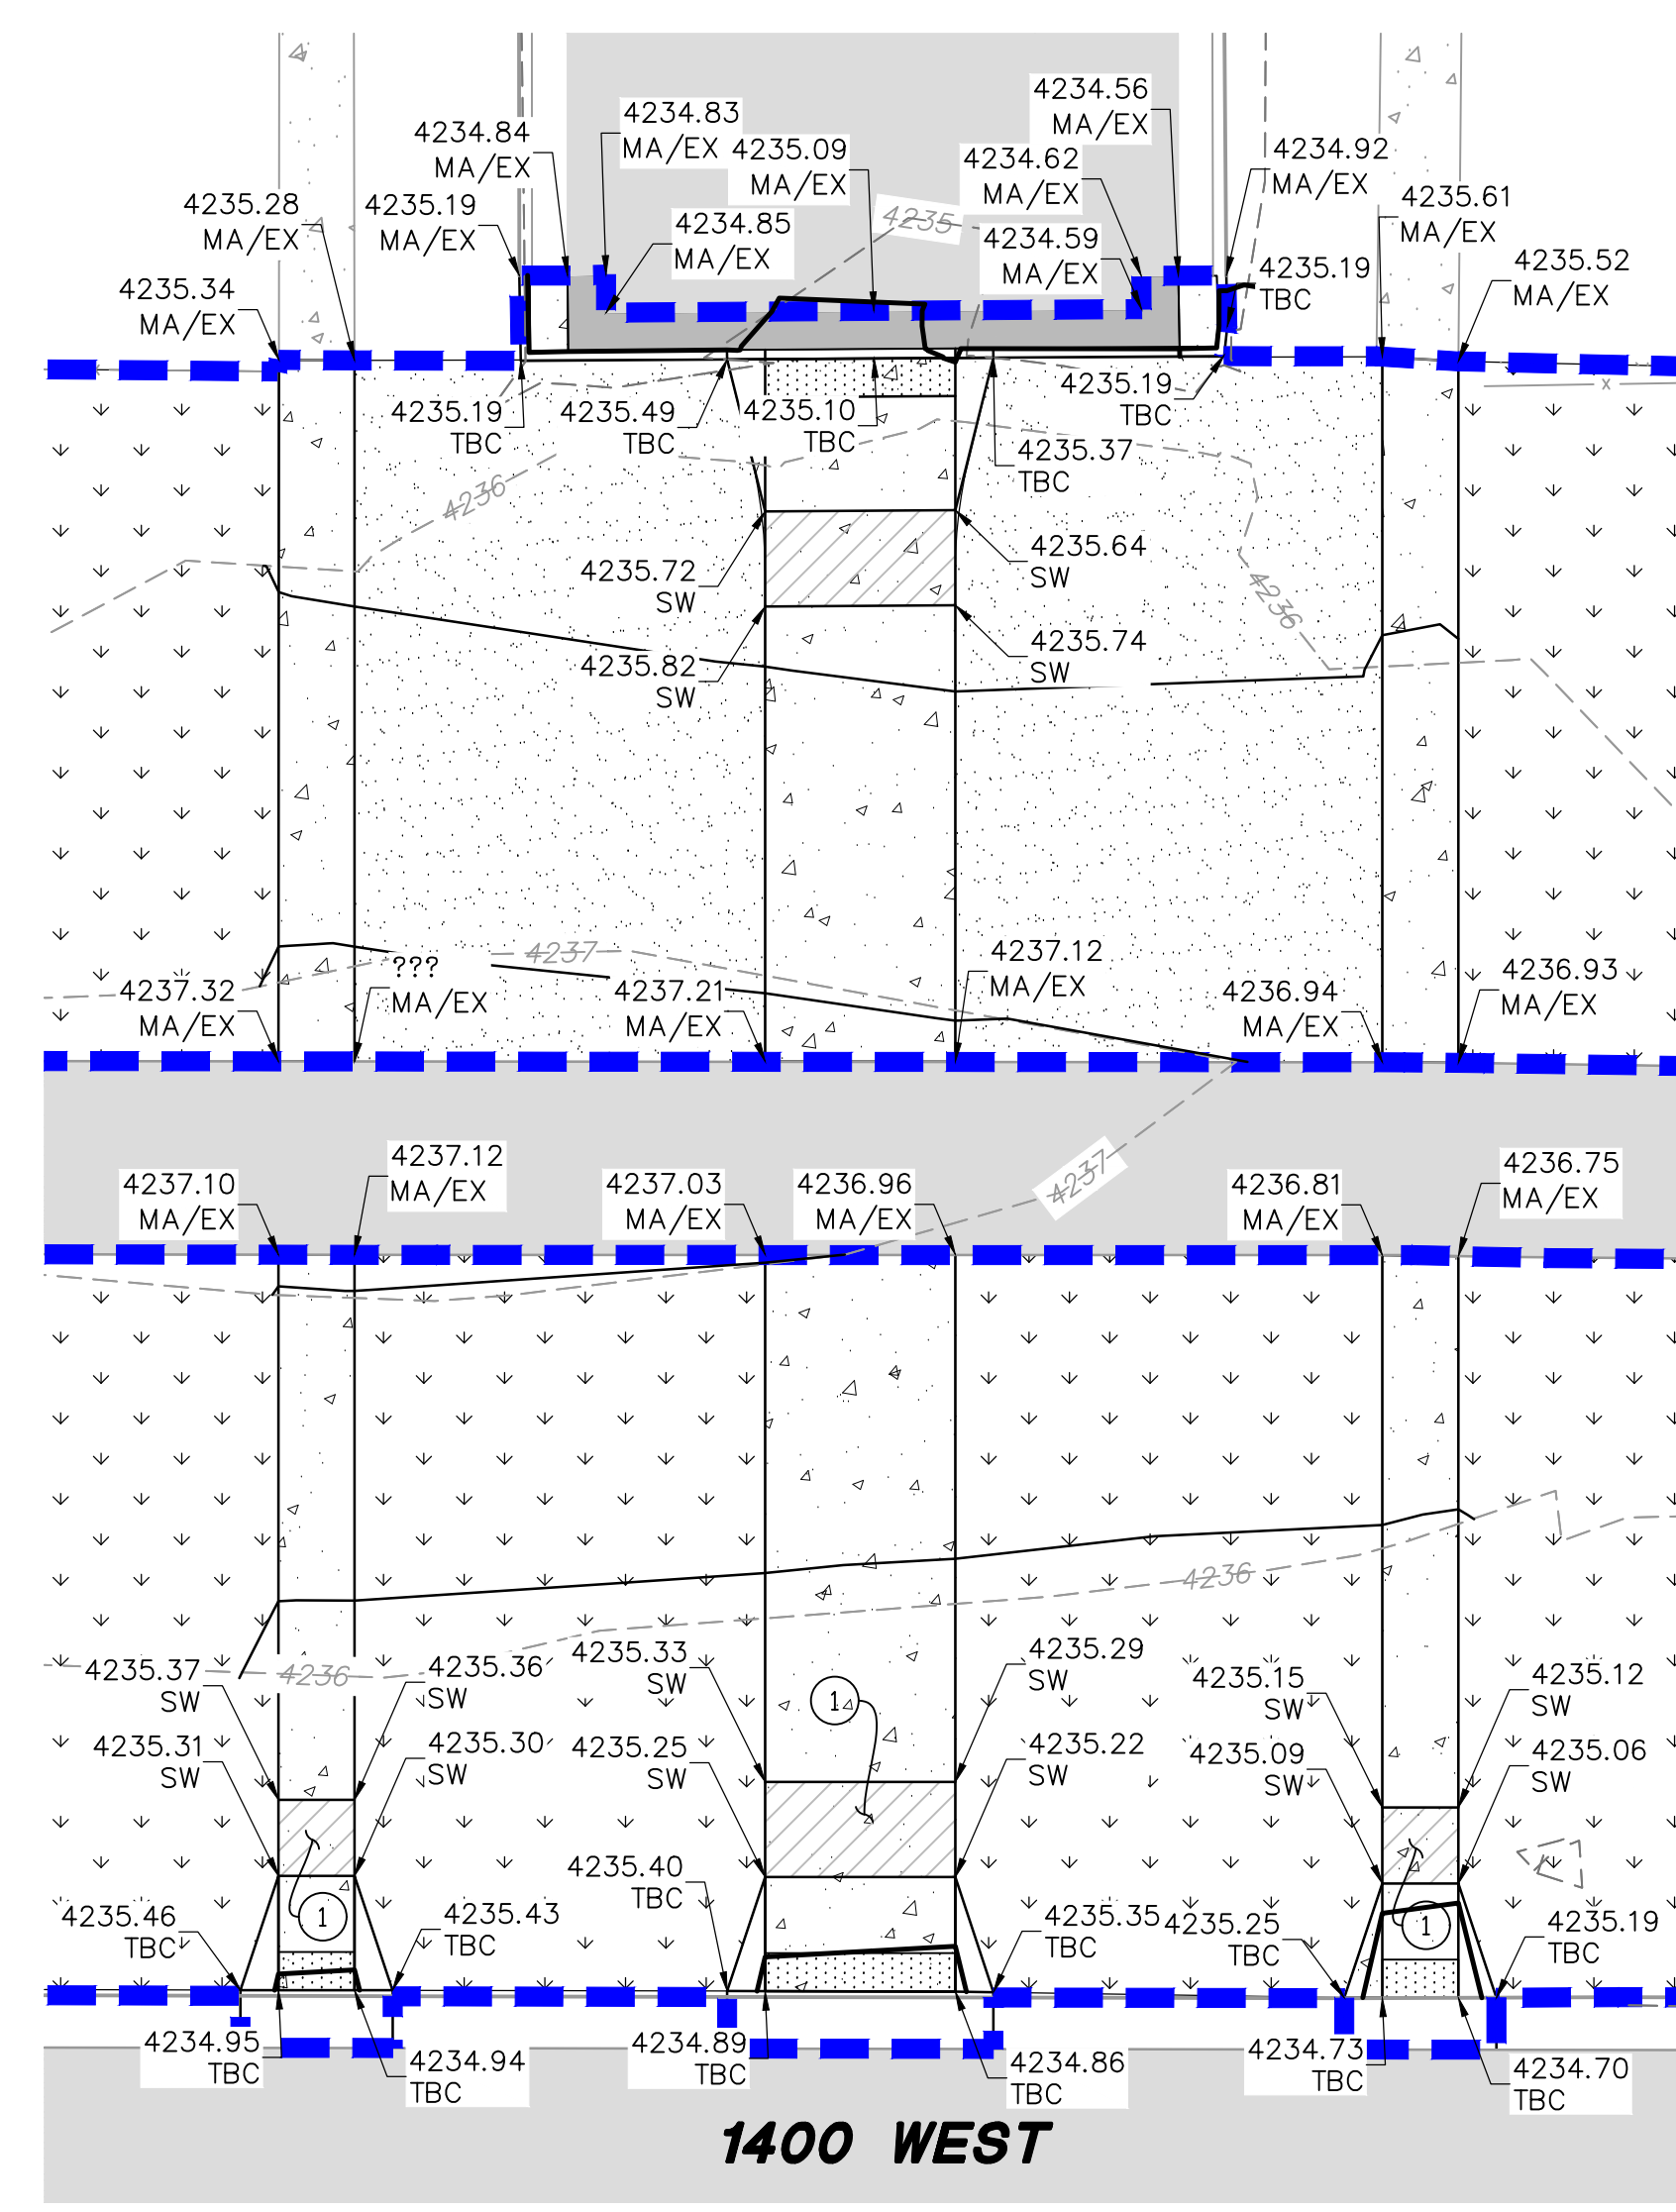 4234.56
MA/EX
4234.83
MA/EX
4234.84
MA/EX
4235.09
MA/EX
4234.62
MA/EX
4234.92
MA/EX
4235.28
MA/EX
4235.19
MA/EX
4234.85
MA/EX
4235
4234.59
MA/EX
4235.61
MA/EX
4235.34
MA/EX
4235.19
TBC
4235.52
MA/EX
4235.19
TBC
4235.49
TBC
4235.10
TBC
4235.19
TBC
x
4235.37
TBC
4236
4235.72
SW
4235.64
SW
4236
4235.82
SW
4235.74
SW
4237
???
MA/EX
4237.32
MA/EX
4237.21
MA/EX
4237.12
MA/EX
4236.94
MA/EX
4236.93
MA/EX
4237.10
MA/EX
4237.12
MA/EX
4237.03
MA/EX
4236.96
MA/EX
4237
4236.81
MA/EX
4236.75
MA/EX
4236
4235.37
SW
4236
4235.36
SW
4235.33
SW
1
4235.29
SW
4235.15
SW
4235.12
SW
4235.31
SW
4235.30
SW
4235.25
SW
4235.22
SW
4235.09
SW
4235.06
SW
4235.46
TBC
1
4235.43
TBC
4235.40
TBC
4235.35
TBC
4235.25
TBC
1
4235.19
TBC
4234.95
TBC
4234.94
TBC
4234.89
TBC
4234.86
TBC
4234.73
TBC
4234.70
TBC
1400 WEST